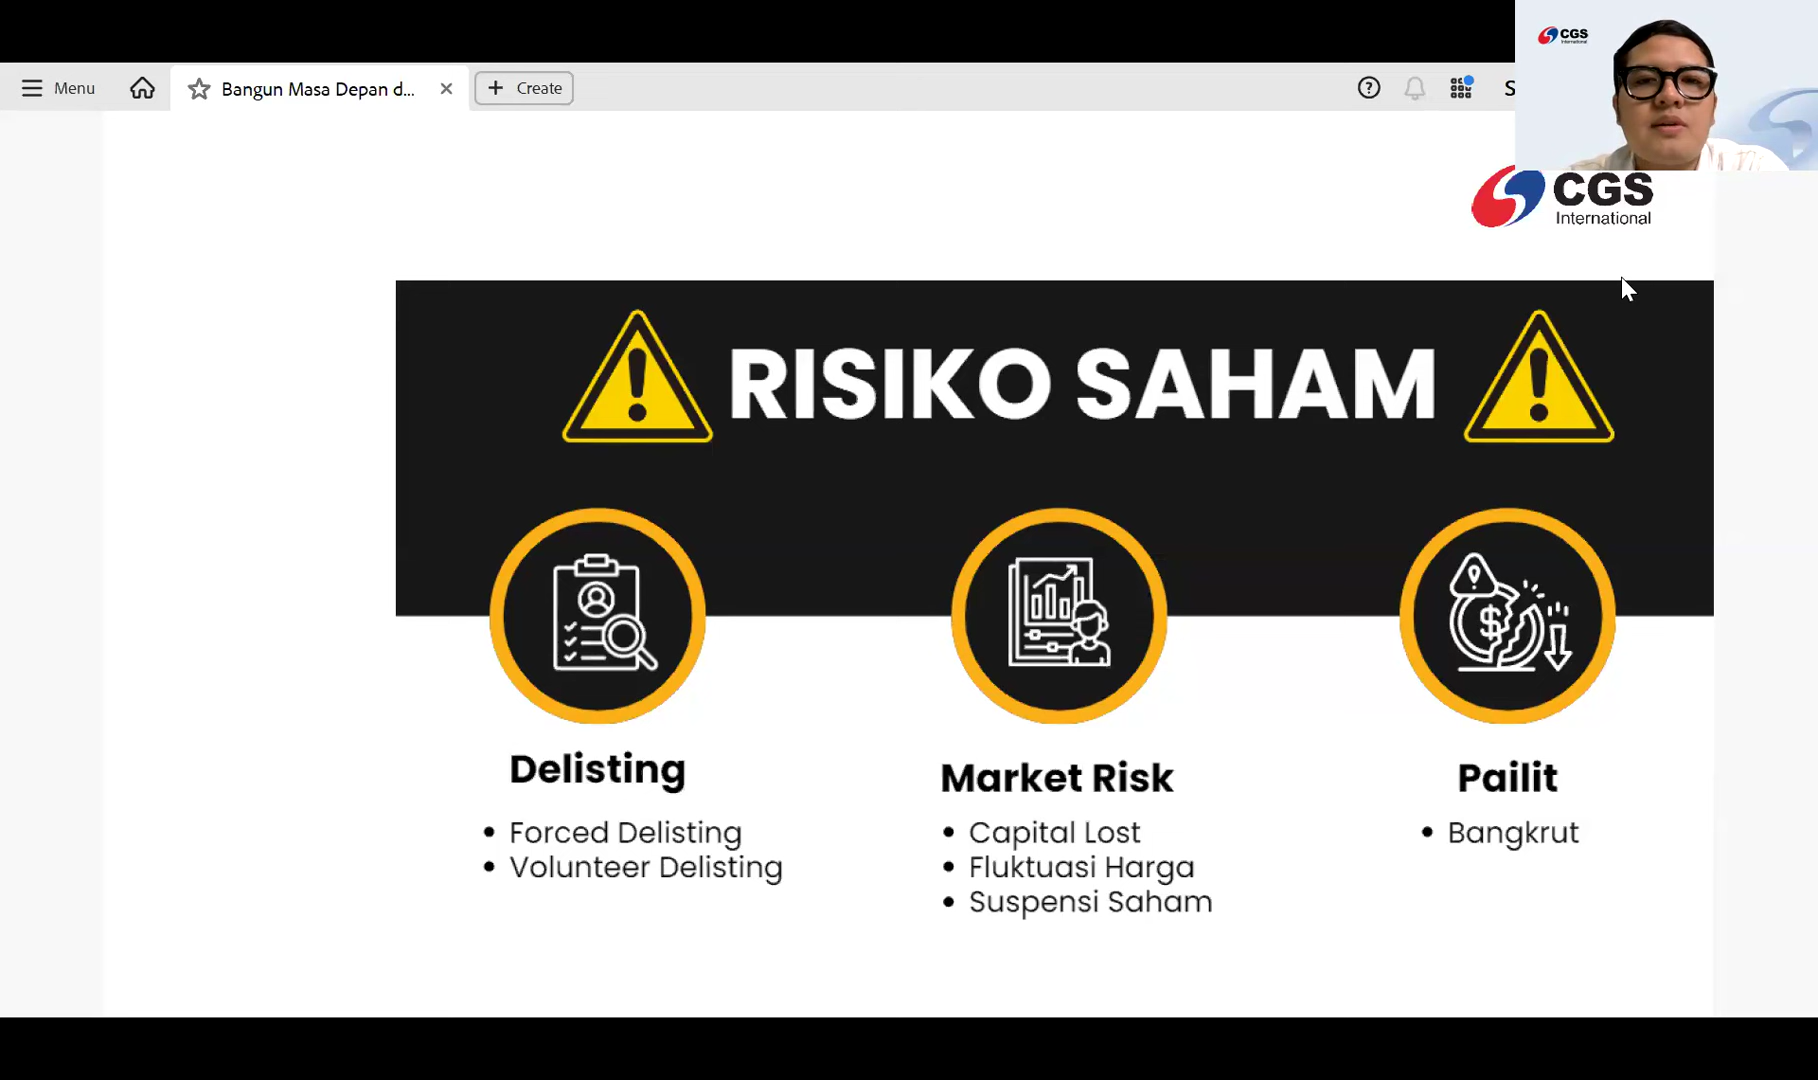 CGS
International
Menu
Bangun Masa Depan d...
Create
S
CGS
International
RISIKO SAHAM
Delisting
• Forced Delisting
• Volunteer Delisting
Market Risk
• Capital Lost
• Fluktuasi Harga
• Suspensi Saham
Pailit
• Bangkrut